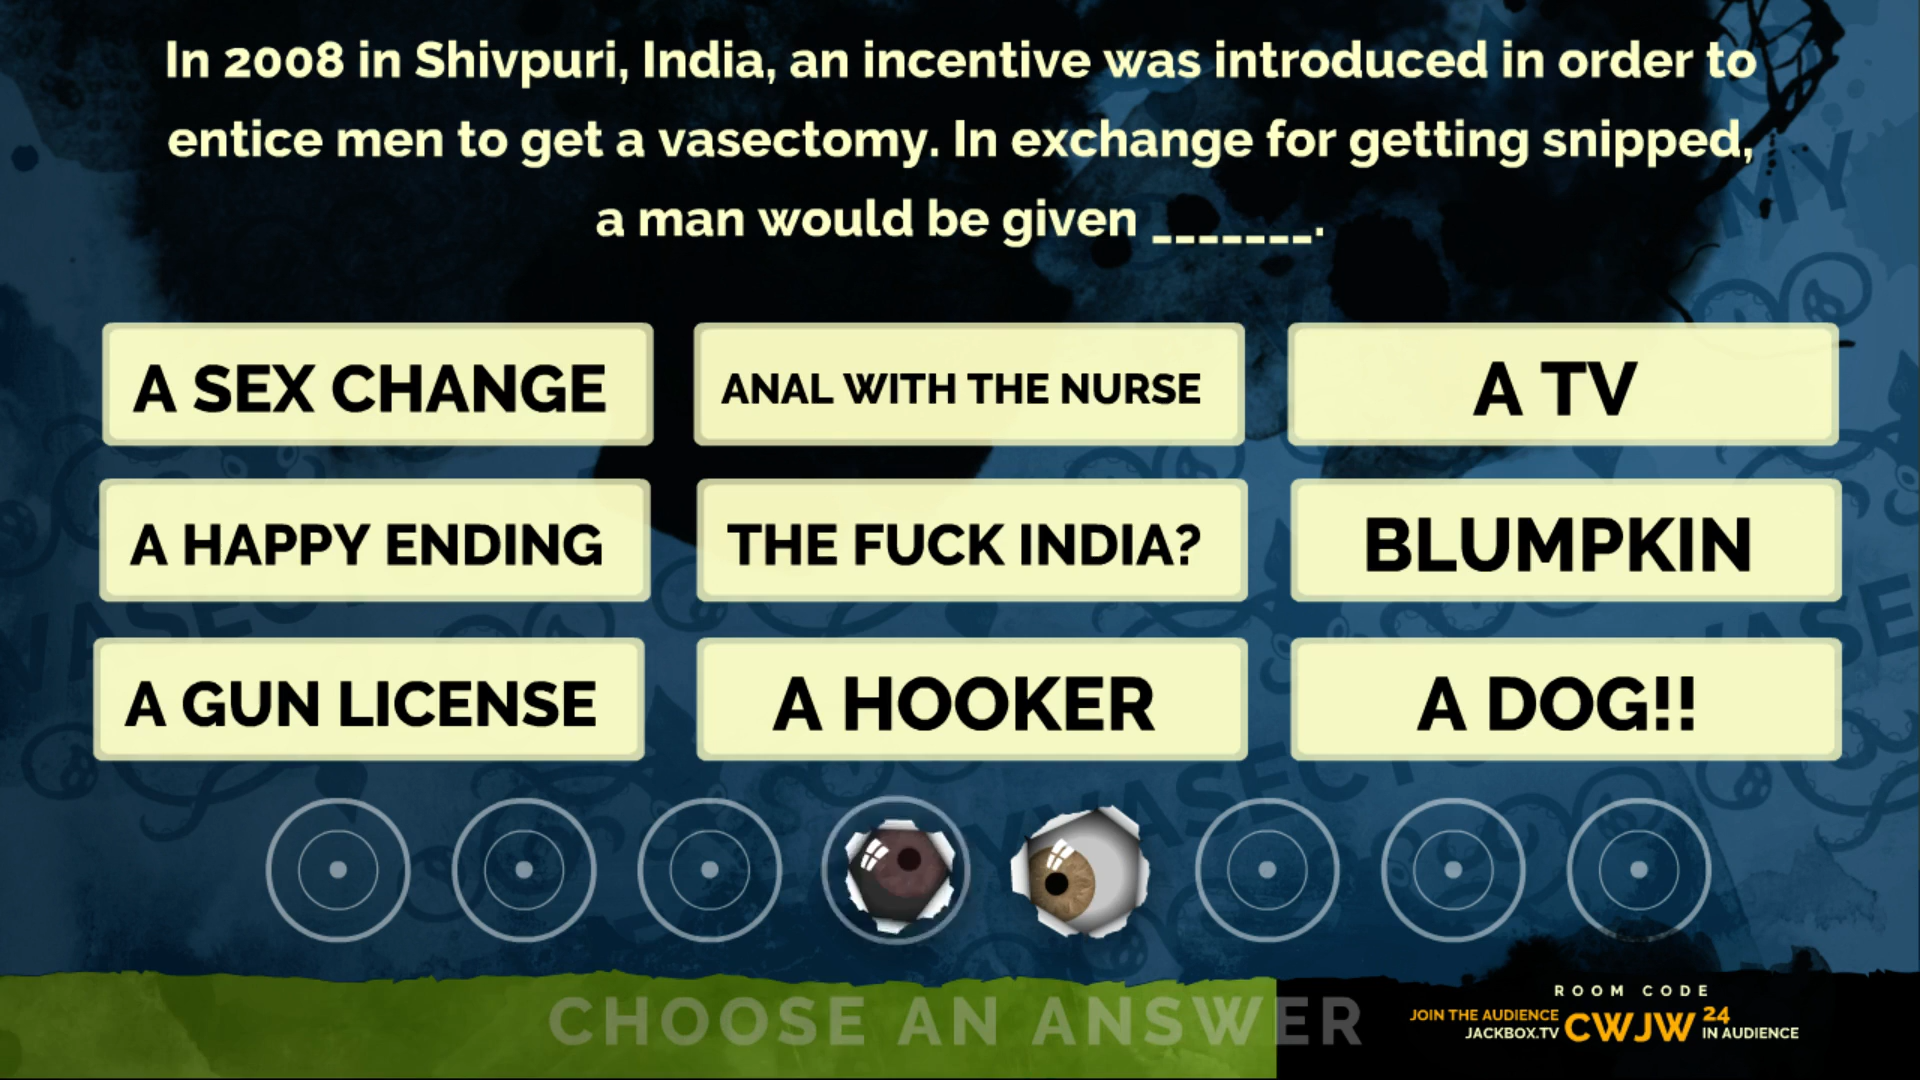 In 2008 in Shivpuri, India, an incentive was introduced in order to
entice men to get a vasectomy. In exchange for getting snipped,
a man would be given _______.
A SEX CHANGE
ANAL WITH THE NURSE
A TV
A HAPPY ENDING
THE FUCK INDIA?
BLUMPKIN
A GUN LICENSE
A HOOKER
A DOG!!
CHOOSE AN ANSWER
ROOM CODE
JOIN THE AUDIENCE
JACKBOX.TV
CWJW
24
IN AUDIENCE